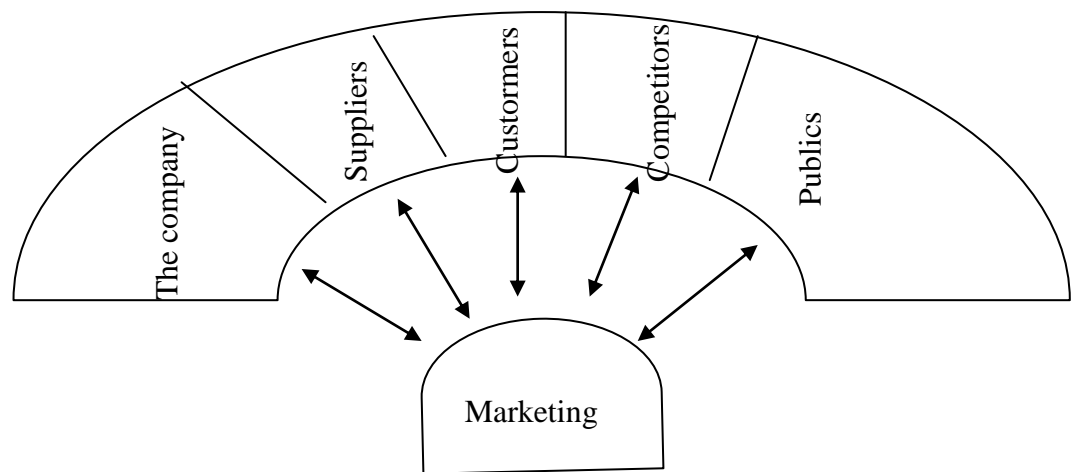 The company
Suppliers
Custormers
Competitors
Publics
Marketing